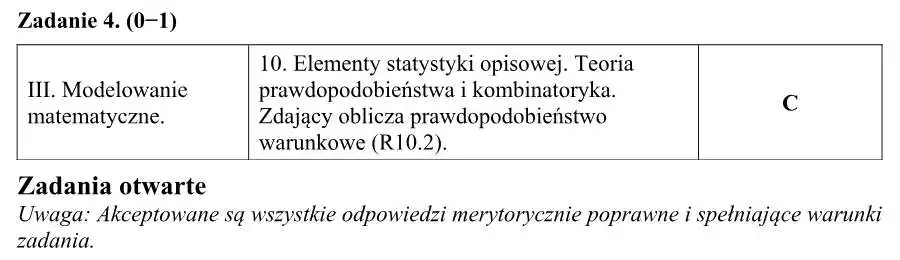 Zadanie 4. (0−1)
III. Modelowanie
matematyczne.
10. Elementy statystyki opisowej. Teoria
prawdopodobieństwa i kombinatoryka.
Zdający oblicza prawdopodobieństwo
warunkowe (R10.2).
C
Zadania otwarte
Uwaga: Akceptowane są wszystkie odpowiedzi merytorycznie poprawne i spełniające warunki
zadania.